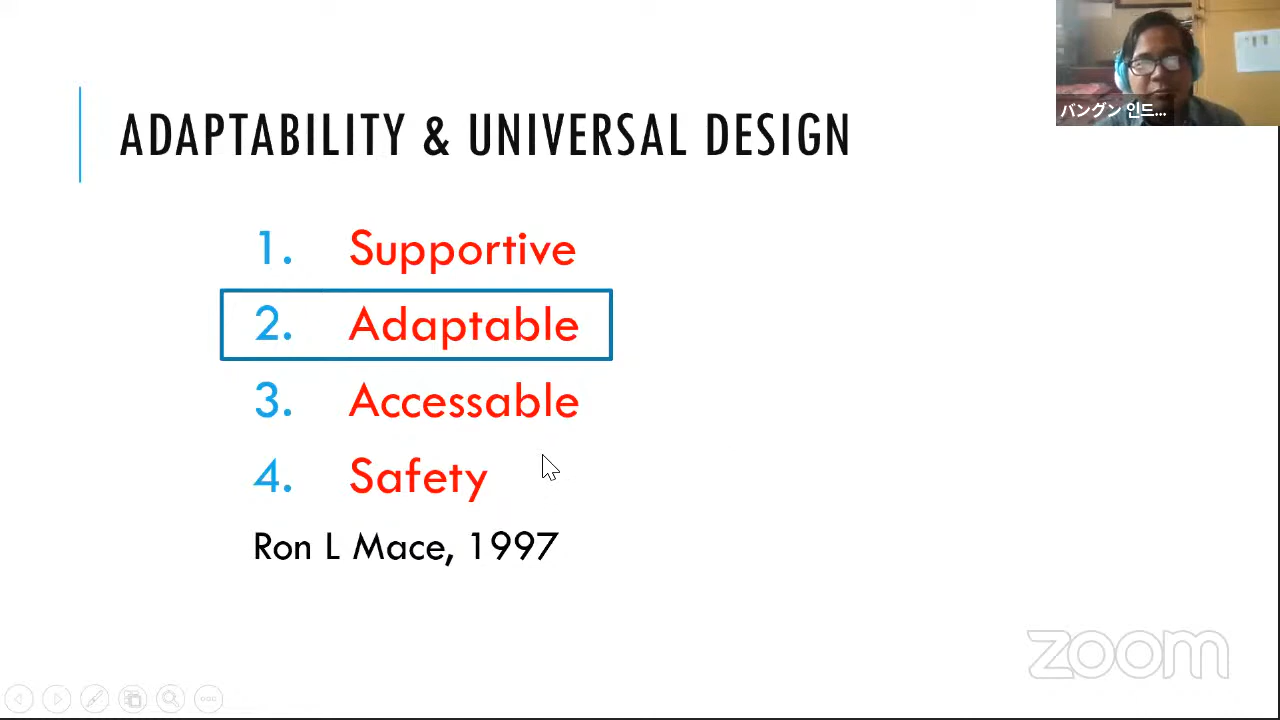 ADAPTABILITY & UNIVERSAL DESIGN
1. Supportive
2. Adaptable
3. Accessable
4. Safety
Ron L Mace, 1997
バングン 인드...
zoom